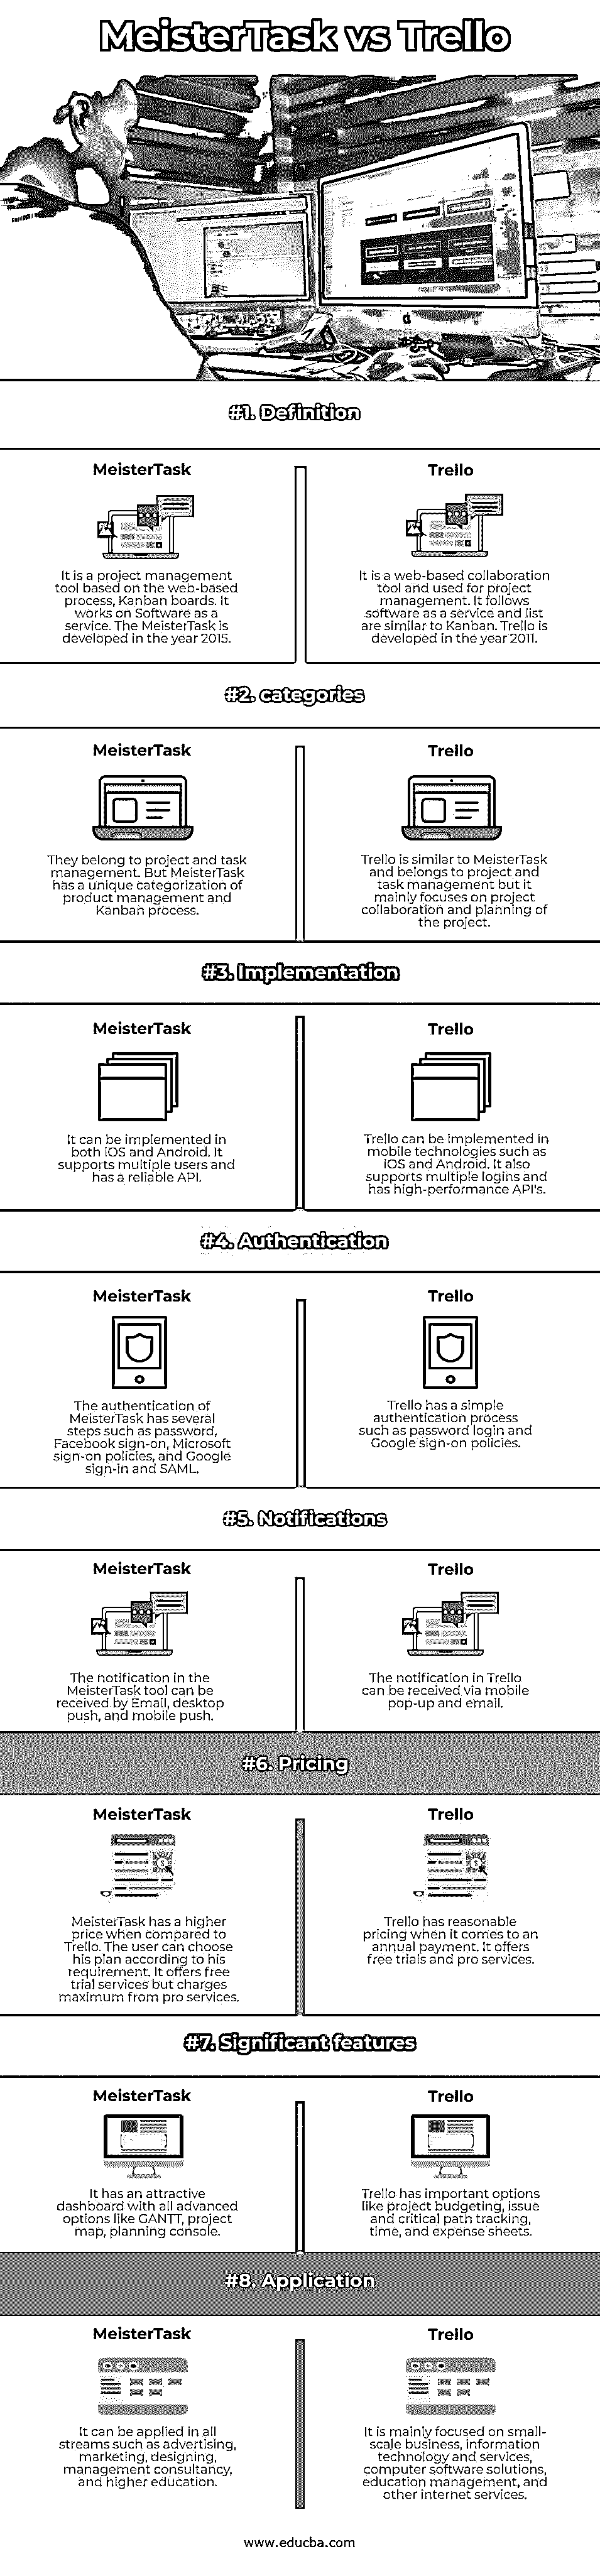 MeisterTask vs Trello
#1. Definition
MeisterTask
It is a project management
tool based on the web-based
process, Kanban boards. It
works on Software as a
service. The MeisterTask is
developed in the year 2015.
Trello
It is a web-based collaboration
tool and used for project
management. It follows
software as a service and list
are similar to Kanban. Trello is
developed in the year 2011.
#2. categories
MeisterTask
They belong to project and task
management. But MeisterTask
has a unique categorization of
product management and
Kanban process.
Trello
Trello is similar to MeisterTask
and belongs to project and
task management but it
mainly focuses on project
collaboration and planning of
the project.
#3. Implementation
MeisterTask
It can be implemented in
both iOS and Android. It
supports multiple users and
has a reliable API.
Trello
Trello can be implemented in
mobile technologies such as
iOS and Android. It also
supports multiple logins and
has high-performance API's.
#4. Authentication
MeisterTask
The authentication of
MeisterTask has several
steps such as password,
Facebook sign-on, Microsoft
sign-on policies, and Google
sign-in and SAML.
Trello
Trello has a simple
authentication process
such as password login and
Google sign-on policies.
#5. Notifications
MeisterTask
The notification in the
MeisterTask tool can be
received by Email, desktop
push, and mobile push.
Trello
The notification in Trello
can be received via mobile
pop-up and email.
#6. Pricing
MeisterTask
MeisterTask has a higher
price when compared to
Trello. The user can choose
his plan according to his
requirement. It offers free
trial services but charges
maximum from pro services.
Trello
Trello has reasonable
pricing when it comes to an
annual payment. It offers
free trials and pro services.
#7. Significant features
MeisterTask
It has an attractive
dashboard with all advanced
options like GANTT, project
map, planning console.
Trello
Trello has important options
like project budgeting, issue
and critical path tracking,
time, and expense sheets.
#8. Application
MeisterTask
It can be applied in all
streams such as advertising,
marketing, designing,
management consultancy,
and higher education.
Trello
It is mainly focused on small-
scale business, information
technology and services,
computer software solutions,
education management, and
other internet services.
www.educba.com